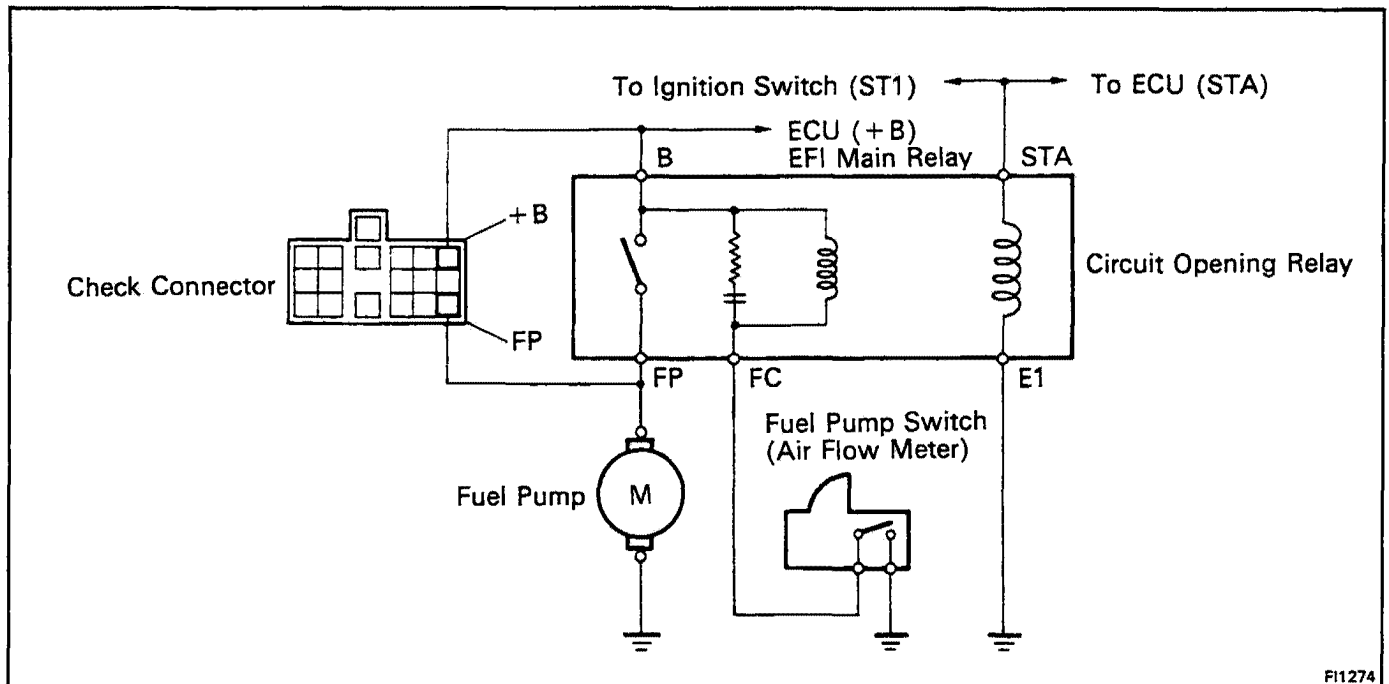 To Ignition Switch (ST1)
To ECU (STA)
ECU (+B)
EFI Main Relay
B
STA
+B
Check Connector
Circuit Opening Relay
FP
FP
FC
E1
Fuel Pump Switch
(Air Flow Meter)
Fuel Pump
M
FI1274